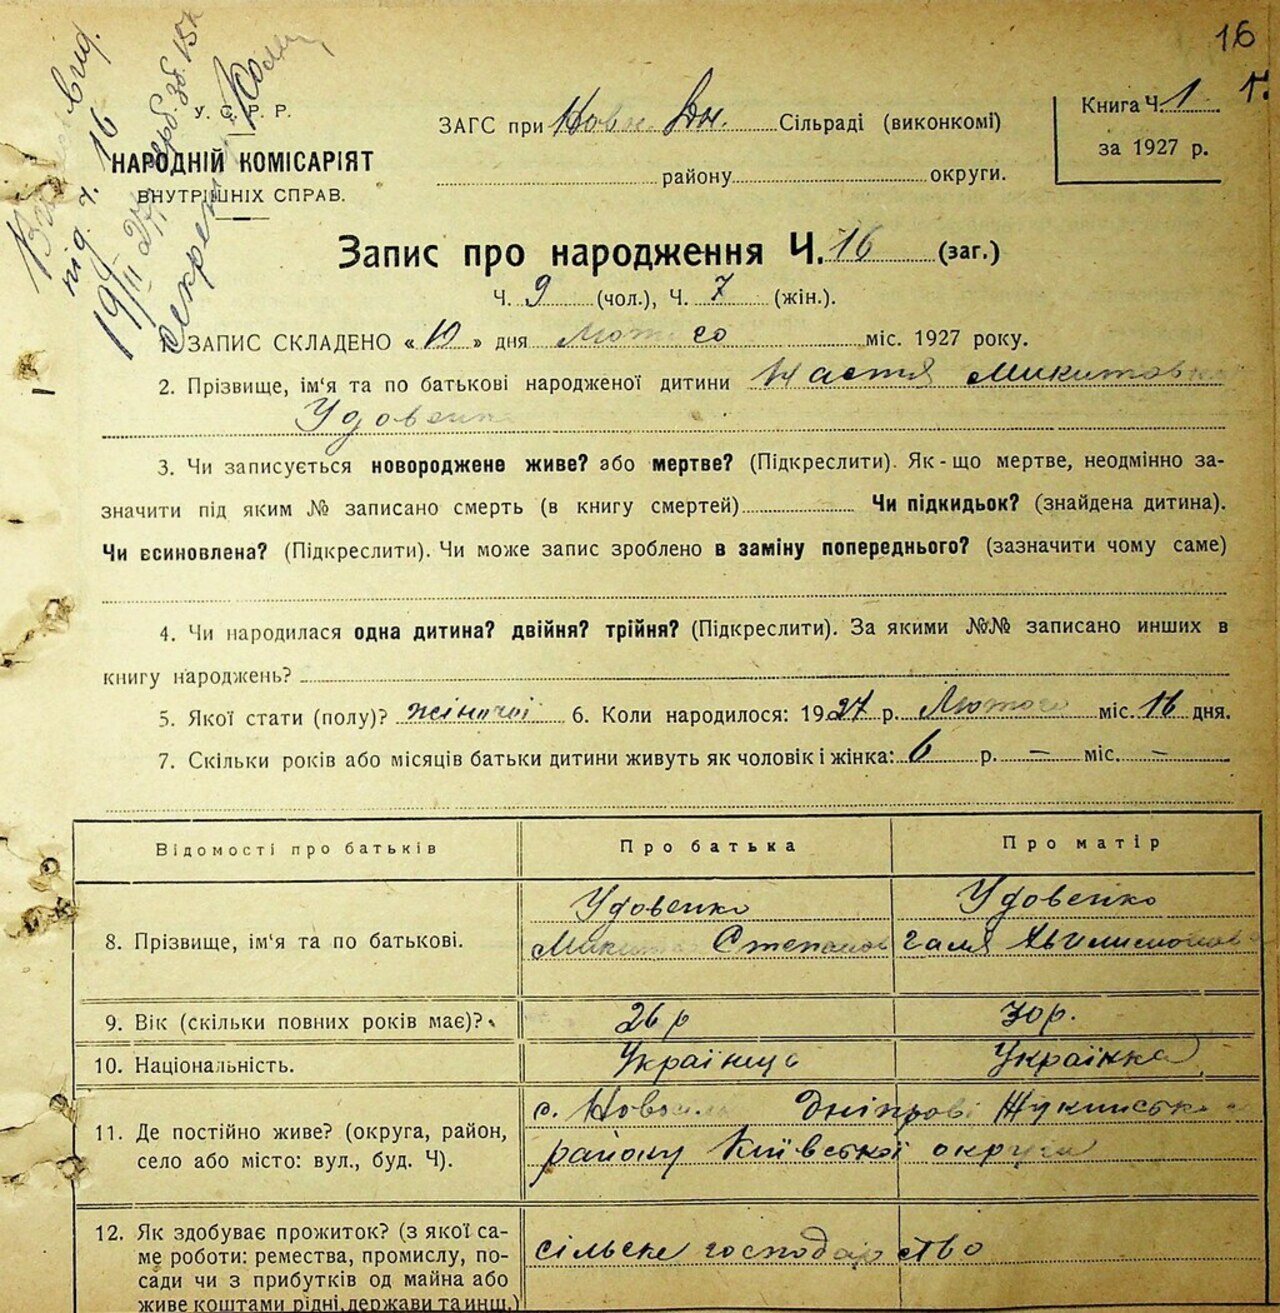 16
У. С. Р. Р.
НАРОДНІЙ КОМІСАРІЯТ
ВНУТРІШНІХ СПРАВ.
ЗАГС при Дн. Сільраді (виконкомі)
району округи.
Книга Ч. 1
за 1927 р.
Запис про народження Ч. 16 (заг.)
Ч. 9 (чол.), Ч. 7 (жін.).
1. ЗАПИС СКЛАДЕНО « » дня Лютого міс. 1927 року.
2. Прізвище, ім'я та по батькові народженої дитини Настя Микитовна
Удовенко
3. Чи записується новороджене живе? або мертве? (Підкреслити). Як-що мертве, неодмінно за-
значити під яким № записано смерть (в книгу смертей) Чи підкидьок? (знайдена дитина).
Чи єсиновлена? (Підкреслити). Чи може запис зроблено в заміну попереднього? (зазначити чому саме)
4. Чи народилася одна дитина? двійня? трійня? (Підкреслити). За якими №№ записано инших в
книгу народжень?
5. Якої стати (полу)? жіночої 6. Коли народилося: 1927 р. Лютого міс. 16 дня.
7. Скільки років або місяців батьки дитини живуть як чоловік і жінка: 6 р. – міс. –
Відомості про батьків Про батька Про матір
8. Прізвище, ім'я та по батькові. Удовенко Удовенко
Микита Степанов Галя
9. Вік (скільки повних років має)? 26 р 30 р.
10. Національність. Українець Українка
11. Де постійно живе? (округа, район,
село або місто: вул., буд. Ч).
с. Дніпрові
району Київської округи
12. Як здобуває прожиток? (з якої са-
ме роботи: ремества, промислу, по-
сади чи з прибутків од майна або
живе коштами рідні, держави та инш.)
сільске господарство